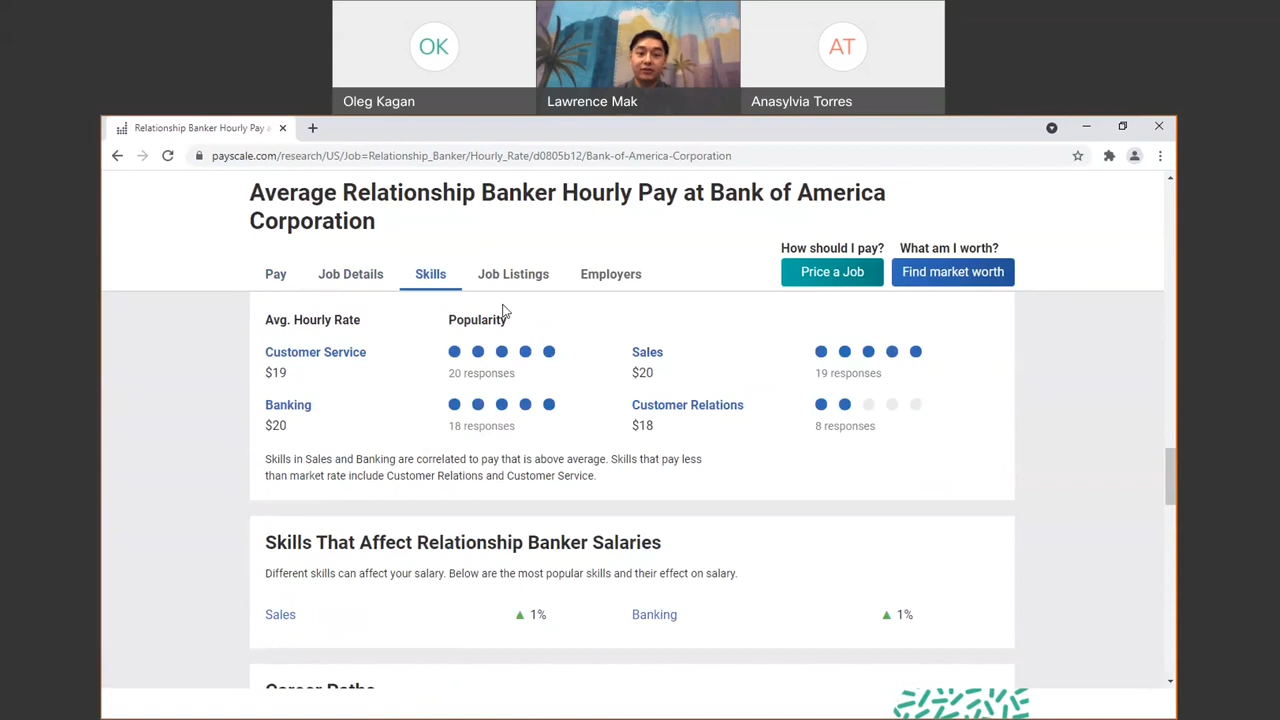 OK
AT
Oleg Kagan
Lawrence Mak
Anasylvia Torres
Relationship Banker Hourly Pay a
payscale.com/research/US/Job=Relationship_Banker/Hourly_Rate/d0805b12/Bank-of-America-Corporation
Average Relationship Banker Hourly Pay at Bank of America
Corporation
How should I pay?
What am I worth?
Pay
Job Details
Skills
Job Listings
Employers
Price a Job
Find market worth
Avg. Hourly Rate
Popularity
Customer Service
Sales
$19
20 responses
$20
19 responses
Banking
Customer Relations
$20
18 responses
$18
8 responses
Skills in Sales and Banking are correlated to pay that is above average. Skills that pay less
than market rate include Customer Relations and Customer Service.
Skills That Affect Relationship Banker Salaries
Different skills can affect your salary. Below are the most popular skills and their effect on salary.
Sales
▲ 1%
Banking
▲ 1%
Career Paths